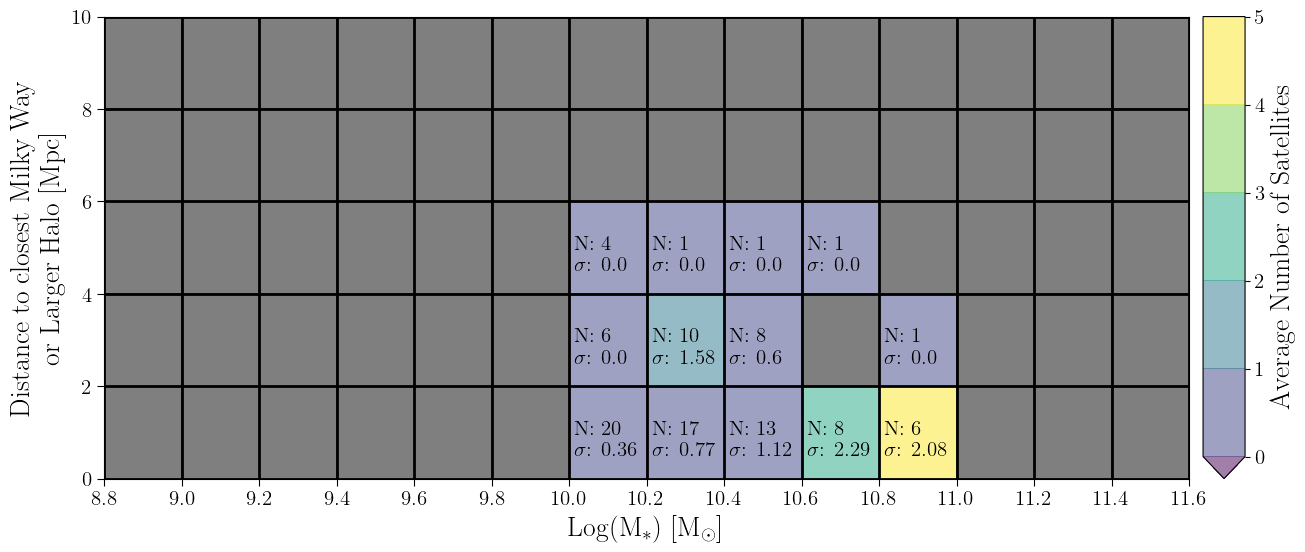 Distance to closest Milky Way
or Larger Halo [Mpc]
10
8
6
4
2
0
N: 4
σ: 0.0
N: 1
σ: 0.0
N: 1
σ: 0.0
N: 1
σ: 0.0
N: 6
σ: 0.0
N: 10
σ: 1.58
N: 8
σ: 0.6
N: 1
σ: 0.0
N: 20
σ: 0.36
N: 17
σ: 0.77
N: 13
σ: 1.12
N: 8
σ: 2.29
N: 6
σ: 2.08
8.8 9.0 9.2 9.4 9.6 9.8 10.0 10.2 10.4 10.6 10.8 11.0 11.2 11.4 11.6
Log(M∗) [M⊙]
5
4
3
2
1
0
Average Number of Satellites